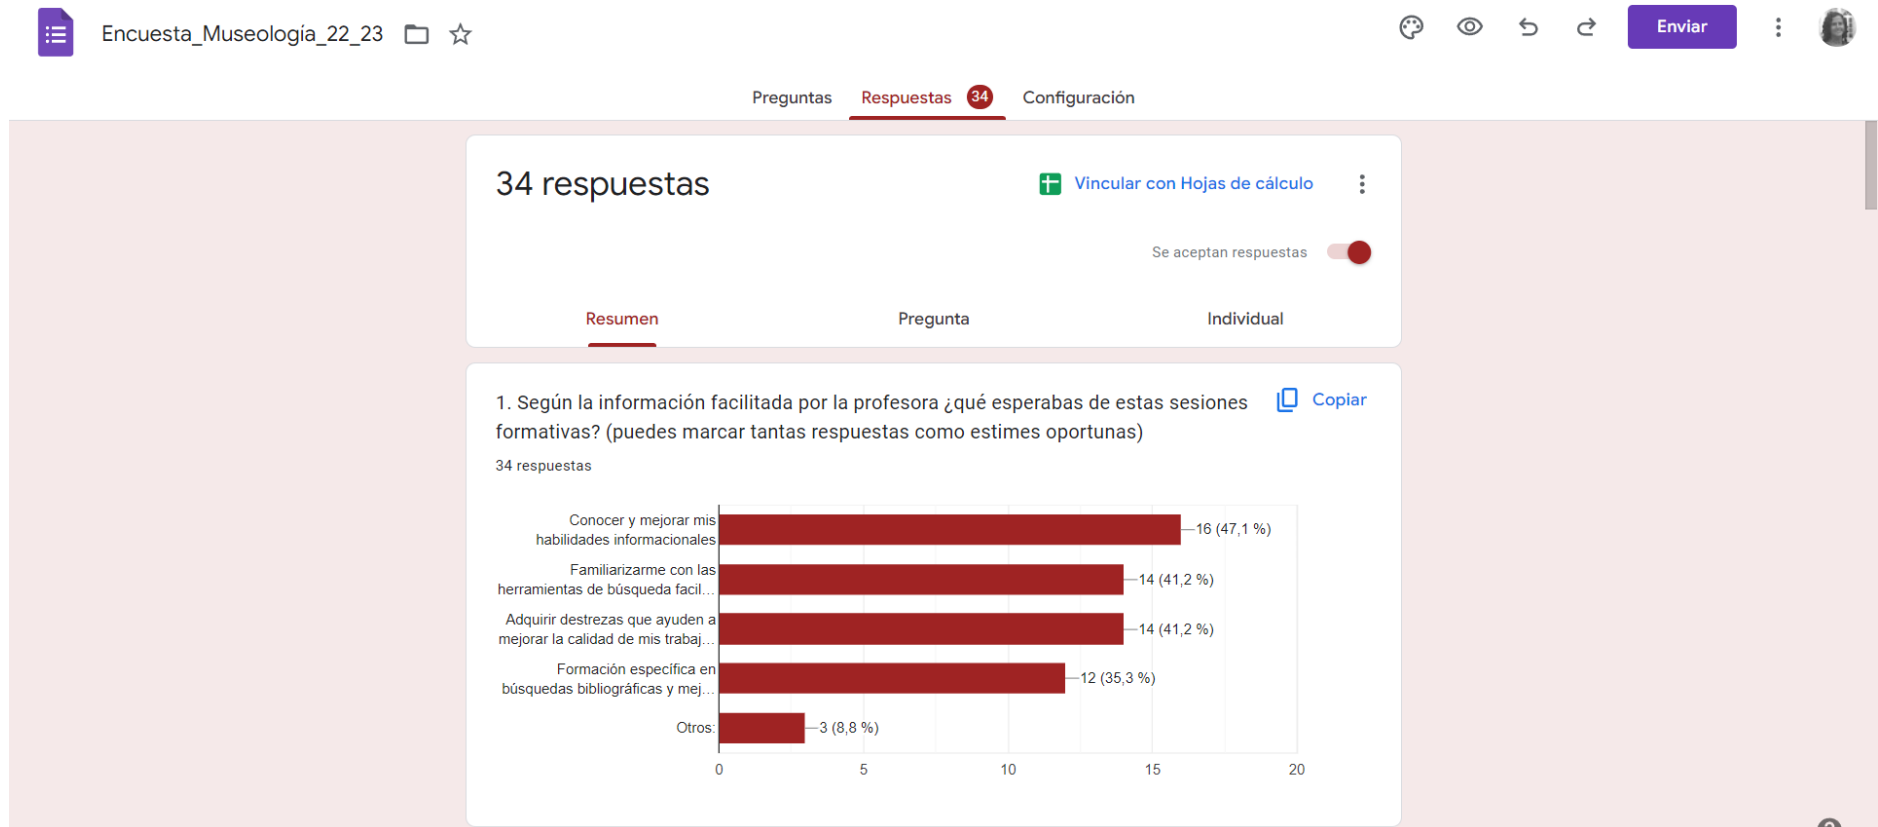 Encuesta_Museología_22_23
Enviar
Preguntas Respuestas 34 Configuración
34 respuestas
Vincular con Hojas de cálculo
Se aceptan respuestas
Resumen Pregunta Individual
1. Según la información facilitada por la profesora ¿qué esperabas de estas sesiones
formativas? (puedes marcar tantas respuestas como estimes oportunas)
Copiar
34 respuestas
Conocer y mejorar mis
habilidades informacionales
16 (47,1 %)
Familiarizarme con las
herramientas de búsqueda facil...
14 (41,2 %)
Adquirir destrezas que ayuden a
mejorar la calidad de mis trabaj...
14 (41,2 %)
Formación específica en
búsquedas bibliográficas y mej...
12 (35,3 %)
Otros:
3 (8,8 %)
0 5 10 15 20